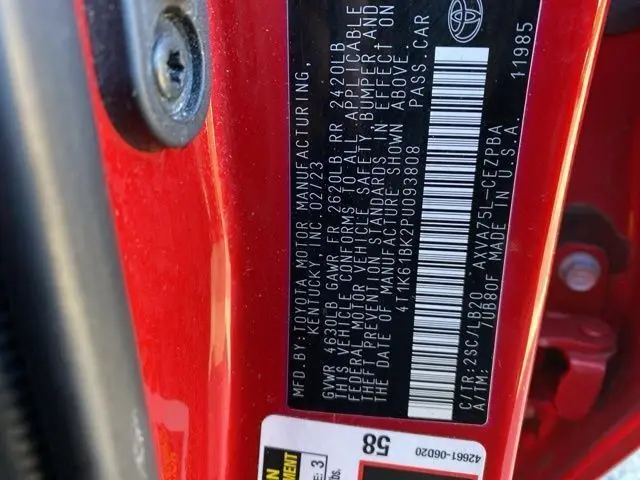 MFD. BY: TOYOTA MOTOR MANUFACTURING,
KENTUCKY, INC. 02/23
GVWR 4630LB GAWR FR 2620LB RR 2420LB
THIS VEHICLE CONFORMS TO ALL APPLICABLE
FEDERAL MOTOR VEHICLE SAFETY, BUMPER AND
THEFT PREVENTION STANDARDS IN EFFECT ON
THE DATE OF MANUFACTURE SHOWN ABOVE.
4T1K61BK2PU093808 PASS. CAR
C/TR: 2SC/LB20 AXVA75L-CEZPBA
A/TM: /UB80F MADE IN U.S.A.
11985
58
42661-06D20